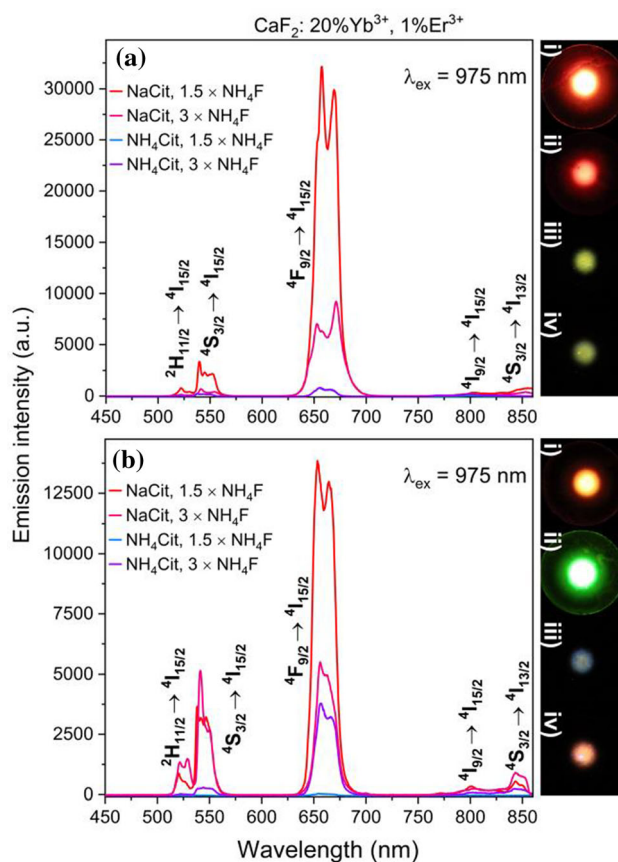 CaF₂: 20%Yb³⁺, 1%Er³⁺
(a)
λₑₓ = 975 nm
NaCit, 1.5 × NH₄F
NaCit, 3 × NH₄F
NH₄Cit, 1.5 × NH₄F
NH₄Cit, 3 × NH₄F
30000
25000
20000
15000
10000
5000
0
²H₁₁/₂ → ⁴I₁₅/₂
⁴S₃/₂ → ⁴I₁₅/₂
⁴F₉/₂ → ⁴I₁₅/₂
⁴I₉/₂ → ⁴I₁₅/₂
⁴S₃/₂ → ⁴I₁₃/₂
450 500 550 600 650 700 750 800 850
i)
ii)
iii)
iv)
Emission intensity (a.u.)
(b)
λₑₓ = 975 nm
NaCit, 1.5 × NH₄F
NaCit, 3 × NH₄F
NH₄Cit, 1.5 × NH₄F
NH₄Cit, 3 × NH₄F
12500
10000
7500
5000
2500
0
²H₁₁/₂ → ⁴I₁₅/₂
⁴S₃/₂ → ⁴I₁₅/₂
⁴F₉/₂ → ⁴I₁₅/₂
⁴I₉/₂ → ⁴I₁₅/₂
⁴S₃/₂ → ⁴I₁₃/₂
450 500 550 600 650 700 750 800 850
i)
ii)
iii)
iv)
Wavelength (nm)